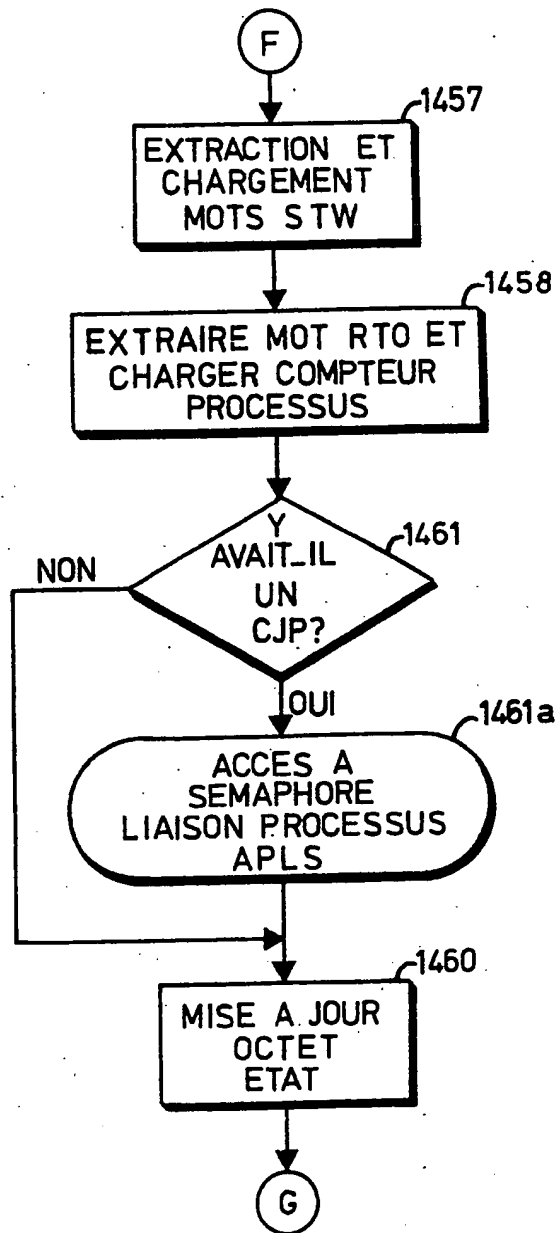 F
1457
EXTRACTION ET
CHARGEMENT
MOTS STW
1458
EXTRAIRE MOT RTO ET
CHARGER COMPTEUR
PROCESSUS
1461
Y
AVAIT_IL
UN
CJP?
NON
OUI
1461a
ACCES A
SEMAPHORE
LIAISON PROCESSUS
APLS
1460
MISE A JOUR
OCTET
ETAT
G